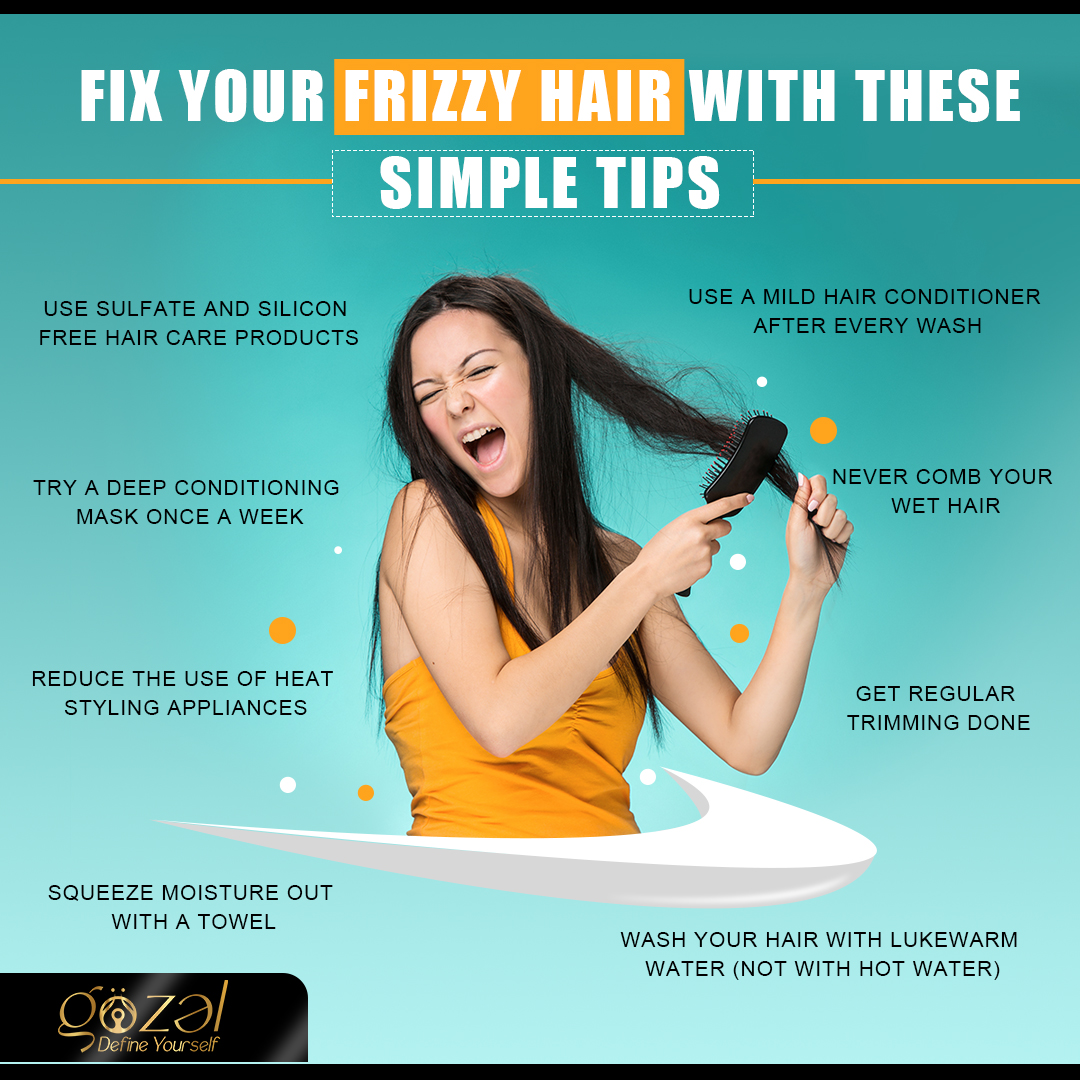 FIX YOUR FRIZZY HAIR WITH THESE
SIMPLE TIPS
USE SULFATE AND SILICON
FREE HAIR CARE PRODUCTS
TRY A DEEP CONDITIONING
MASK ONCE A WEEK
REDUCE THE USE OF HEAT
STYLING APPLIANCES
SQUEEZE MOISTURE OUT
WITH A TOWEL
USE A MILD HAIR CONDITIONER
AFTER EVERY WASH
NEVER COMB YOUR
WET HAIR
GET REGULAR
TRIMMING DONE
WASH YOUR HAIR WITH LUKEWARM
WATER (NOT WITH HOT WATER)
gözəl
Define Yourself